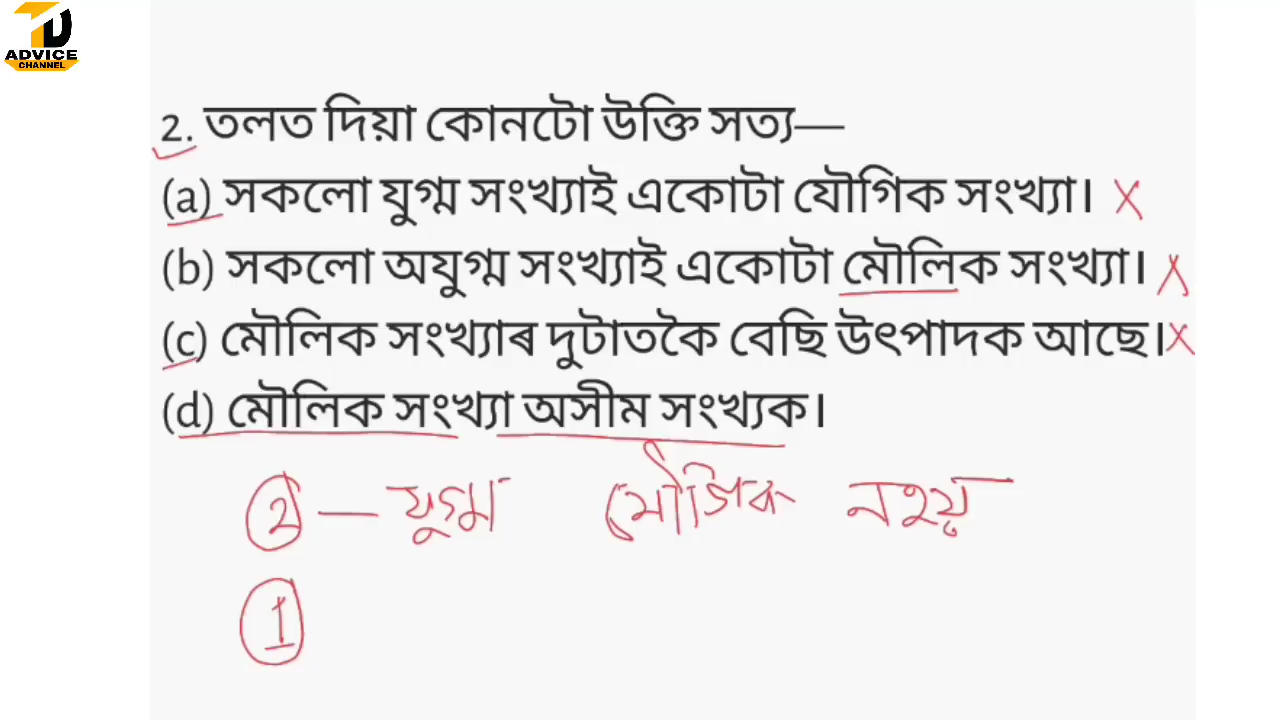 TD
ADVICE
CHANNEL
2. তলত দিয়া কোনটো উক্তি সত্য—
(a) সকলো যুগ্ম সংখ্যাই একোটা যৌগিক সংখ্যা। X
(b) সকলো অযুগ্ম সংখ্যাই একোটা মৌলিক সংখ্যা। X
(c) মৌলিক সংখ্যাৰ দুটাতকৈ বেছি উৎপাদক আছে। X
(d) মৌলিক সংখ্যা অসীম সংখ্যক।
2 — যুগ্ম যৌগিক নহয়
1